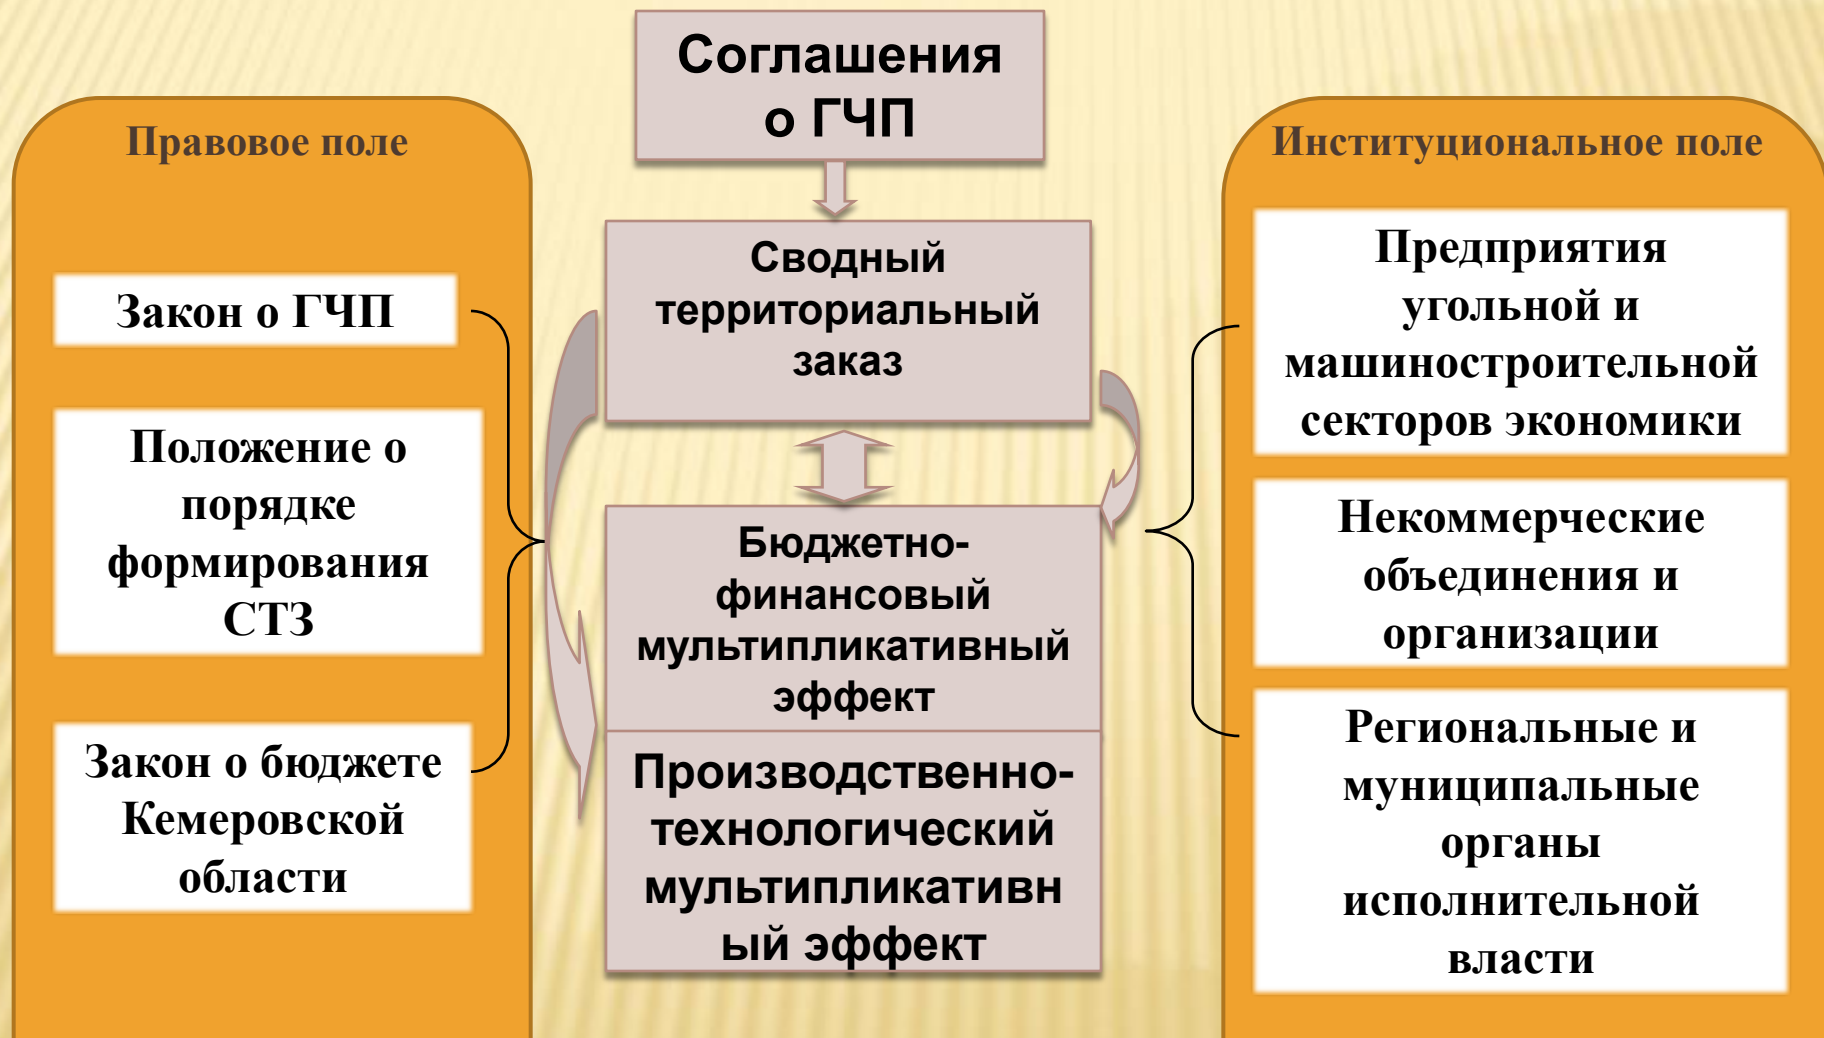 Соглашения
о ГЧП
Правовое поле
Закон о ГЧП
Положение о
порядке
формирования
СТЗ
Закон о бюджете
Кемеровской
области
Сводный
территориальный
заказ
Бюджетно-
финансовый
мультипликативный
эффект
Производственно-
технологический
мультипликативн
ый эффект
Институциональное поле
Предприятия
угольной и
машиностроительной
секторов экономики
Некоммерческие
объединения и
организации
Региональные и
муниципальные
органы
исполнительной
власти